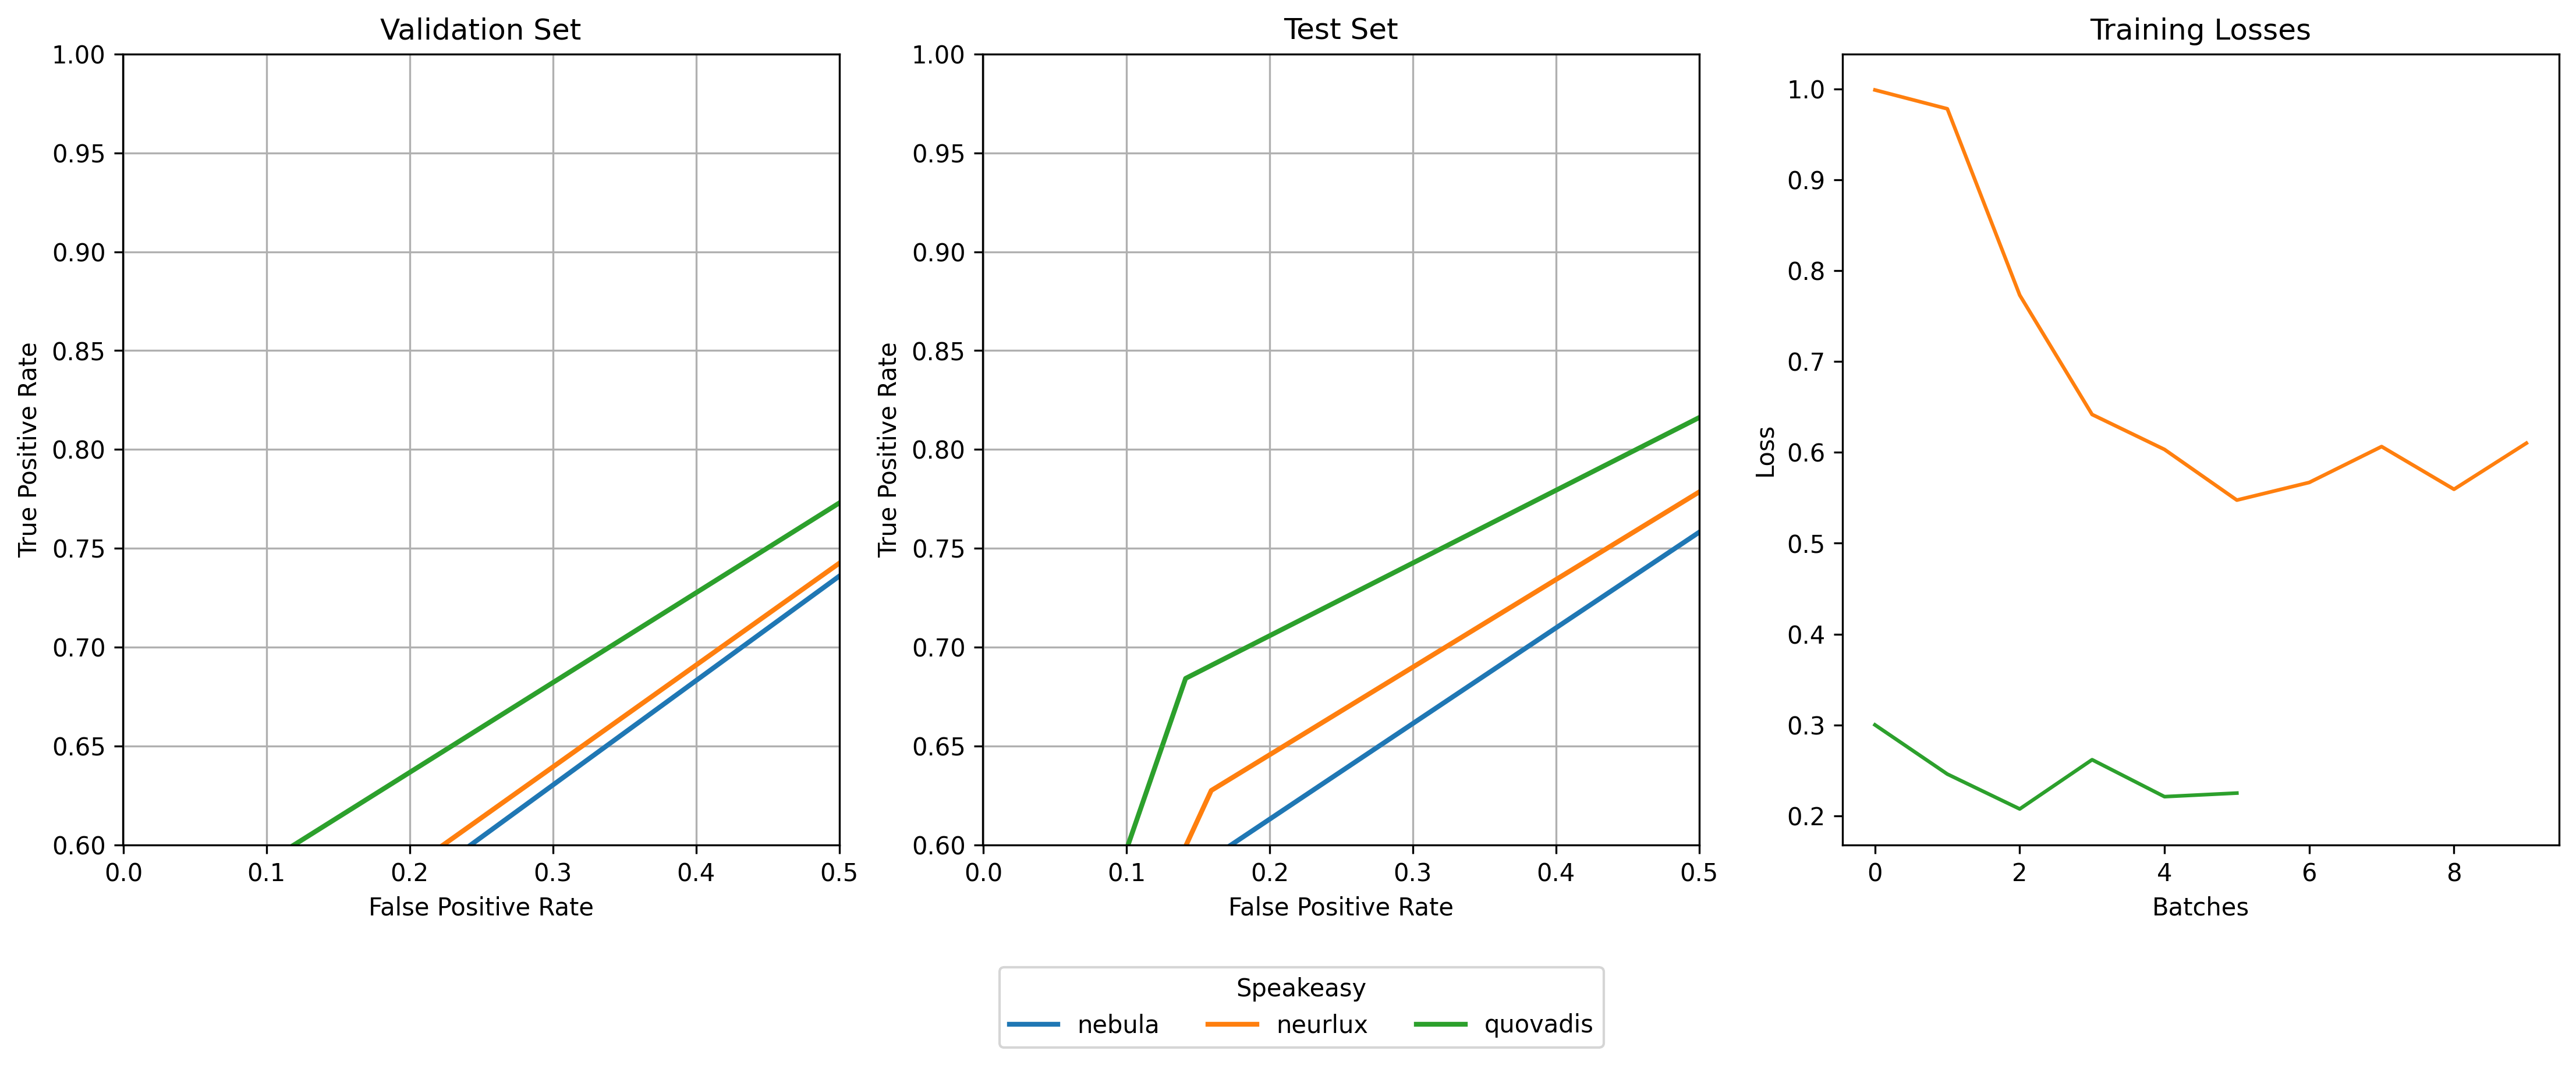 Validation Set
1.00
0.95
0.90
0.85
0.80
0.75
0.70
0.65
0.60
True Positive Rate
0.0 0.1 0.2 0.3 0.4 0.5
False Positive Rate
Test Set
1.00
0.95
0.90
0.85
0.80
0.75
0.70
0.65
0.60
True Positive Rate
0.0 0.1 0.2 0.3 0.4 0.5
False Positive Rate
Training Losses
1.0
0.9
0.8
0.7
0.6
0.5
0.4
0.3
0.2
Loss
0 2 4 6 8
Batches
Speakeasy
nebula neurlux quovadis